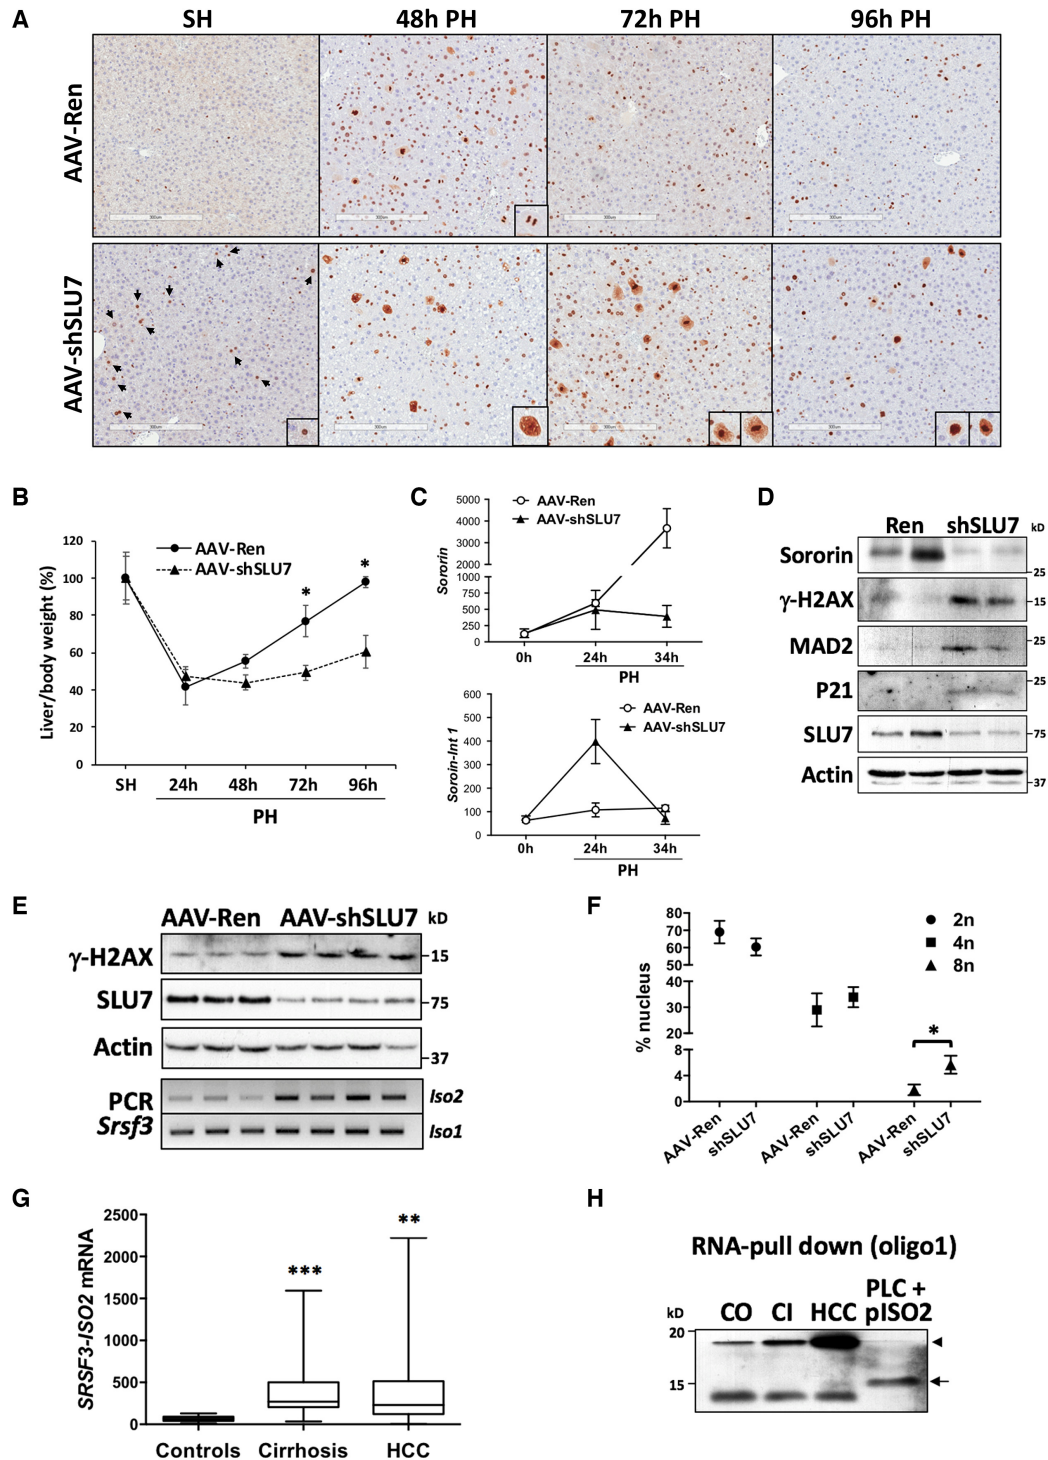 A
SH
48h PH
72h PH
96h PH
AAV-Ren
AAV-shSLU7
B
Liver/body weight (%)
AAV-Ren
AAV-shSLU7
120
100
80
60
40
20
0
*
*
SH
24h
48h
72h
96h
PH
C
AAV-Ren
AAV-shSLU7
Sororin
5000
4000
3000
2000
1000
750
500
250
0
0h
24h
34h
PH
AAV-Ren
AAV-shSLU7
Soroin-Int 1
600
500
400
300
200
100
0
0h
24h
34h
PH
D
Ren
shSLU7
kD
Sororin
25
γ-H2AX
15
MAD2
25
P21
25
SLU7
75
Actin
37
E
AAV-Ren
AAV-shSLU7
kD
γ-H2AX
15
SLU7
75
Actin
37
PCR
Srsf3
Iso2
Iso1
F
% nucleus
80
70
60
50
40
30
20
8
4
0
2n
4n
8n
*
AAV-Ren
shSLU7
AAV-Ren
shSLU7
AAV-Ren
shSLU7
G
SRSF3-ISO2 mRNA
2500
2000
1500
1000
500
0
***
**
Controls
Cirrhosis
HCC
H
RNA-pull down (oligo1)
kD
CO
CI
HCC
PLC +
pISO2
20
15